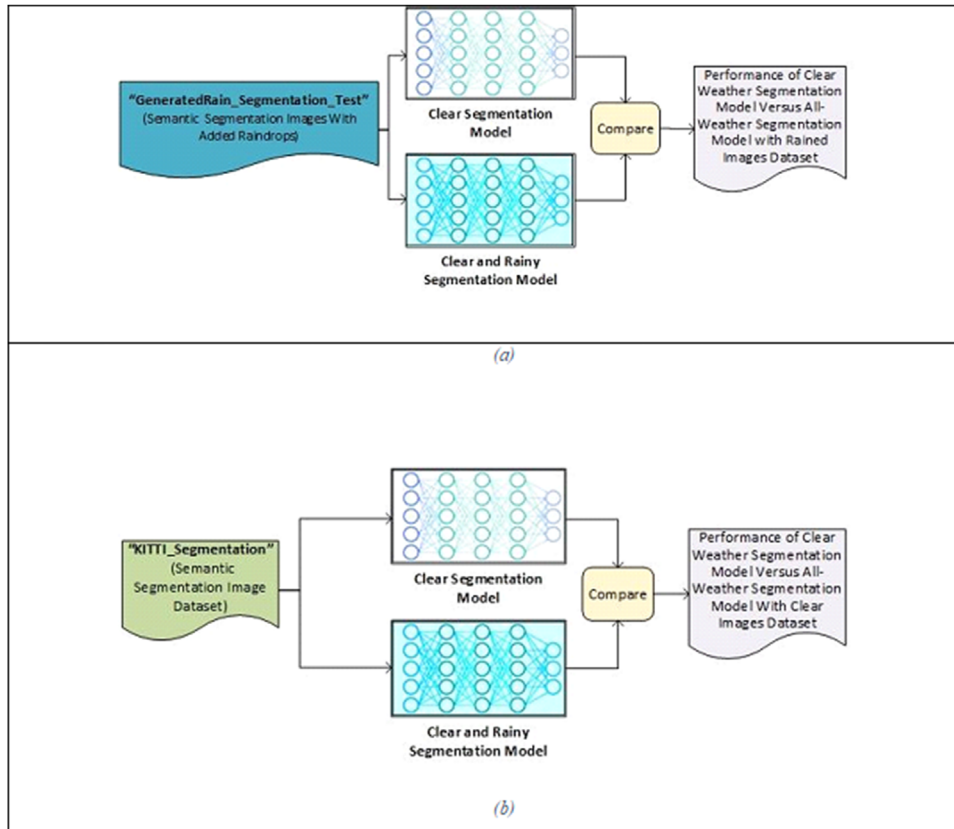 “GeneratedRain_Segmentation_Test”
(Semantic Segmentation Images With
Added Raindrops)
Clear Segmentation
Model
Clear and Rainy
Segmentation Model
Compare
Performance of Clear
Weather Segmentation
Model Versus All-
Weather Segmentation
Model with Rained
Images Dataset
(a)
“KITTI_Segmentation”
(Semantic
Segmentation Image
Dataset)
Clear Segmentation
Model
Clear and Rainy
Segmentation Model
Compare
Performance of Clear
Weather Segmentation
Model Versus All-
Weather Segmentation
Model With Clear
Images Dataset
(b)